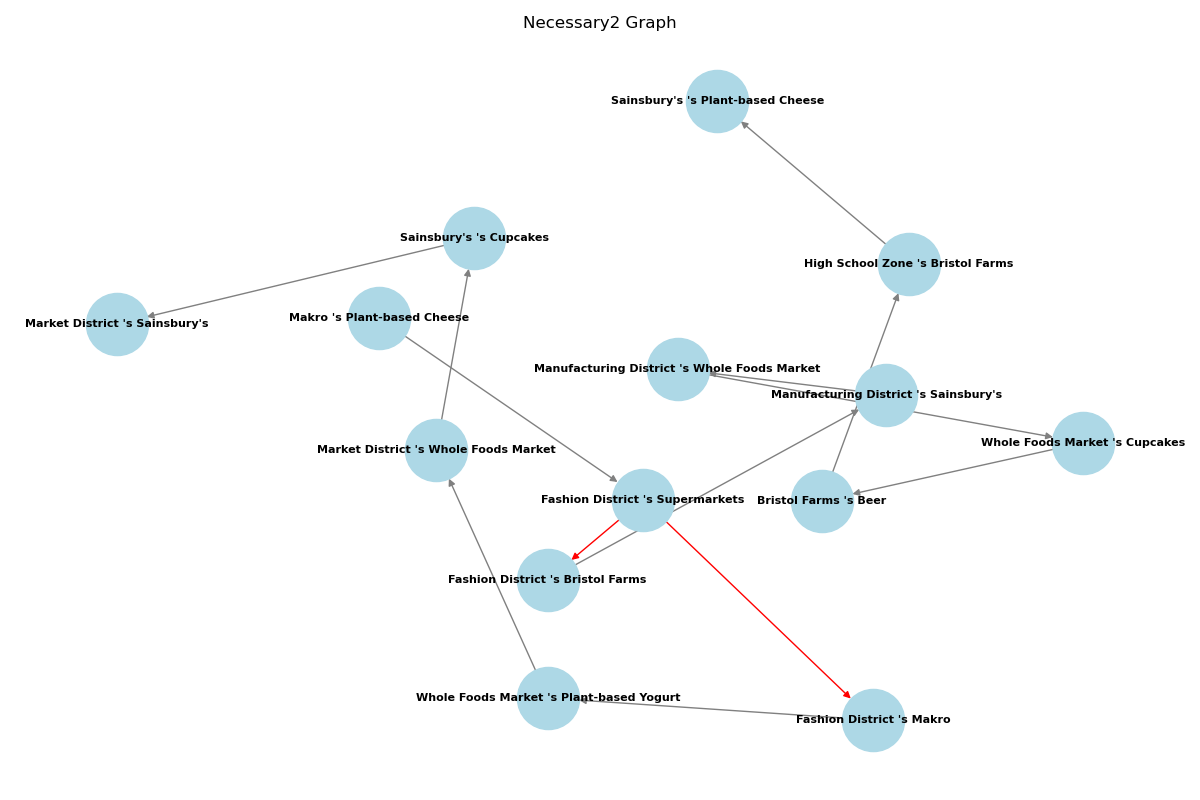 Necessary2 Graph
Sainsbury's 's Plant-based Cheese
Sainsbury's 's Cupcakes
High School Zone 's Bristol Farms
Makro 's Plant-based Cheese
Market District 's Sainsbury's
Manufacturing District 's Whole Foods Market
Manufacturing District 's Sainsbury's
Whole Foods Market 's Cupcakes
Market District 's Whole Foods Market
Fashion District 's Supermarkets
Bristol Farms 's Beer
Fashion District 's Bristol Farms
Whole Foods Market 's Plant-based Yogurt
Fashion District 's Makro